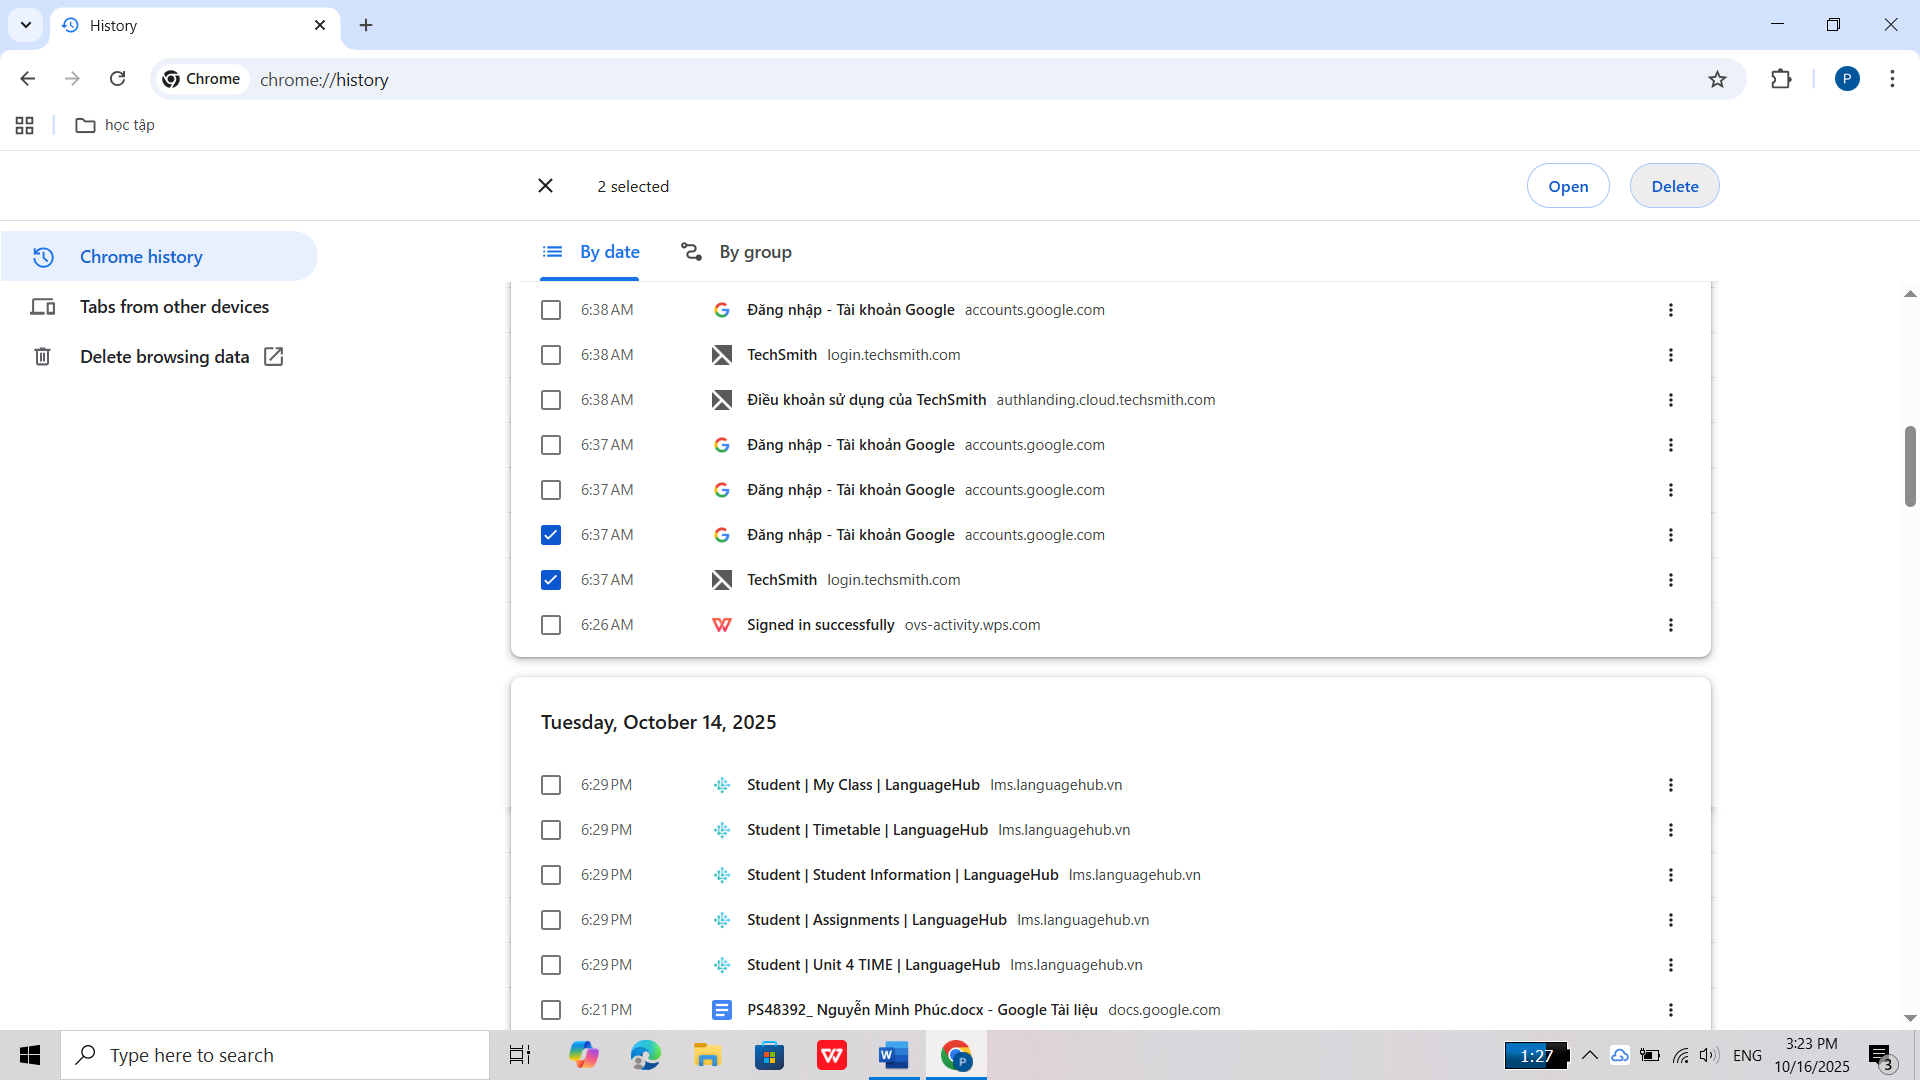 History
Chrome chrome://history P
học tập
2 selected Open Delete
Chrome history
Tabs from other devices
Delete browsing data
By date By group
6:38 AM Đăng nhập - Tài khoản Google accounts.google.com
6:38 AM TechSmith login.techsmith.com
6:38 AM Điều khoản sử dụng của TechSmith authlanding.cloud.techsmith.com
6:37 AM Đăng nhập - Tài khoản Google accounts.google.com
6:37 AM Đăng nhập - Tài khoản Google accounts.google.com
6:37 AM Đăng nhập - Tài khoản Google accounts.google.com
6:37 AM TechSmith login.techsmith.com
6:26 AM Signed in successfully ovs-activity.wps.com
Tuesday, October 14, 2025
6:29 PM Student | My Class | LanguageHub lms.languagehub.vn
6:29 PM Student | Timetable | LanguageHub lms.languagehub.vn
6:29 PM Student | Student Information | LanguageHub lms.languagehub.vn
6:29 PM Student | Assignments | LanguageHub lms.languagehub.vn
6:29 PM Student | Unit 4 TIME | LanguageHub lms.languagehub.vn
6:21 PM PS48392_ Nguyễn Minh Phúc.docx - Google Tài liệu docs.google.com
Type here to search
1:27 ENG 3:23 PM
10/16/2025 3